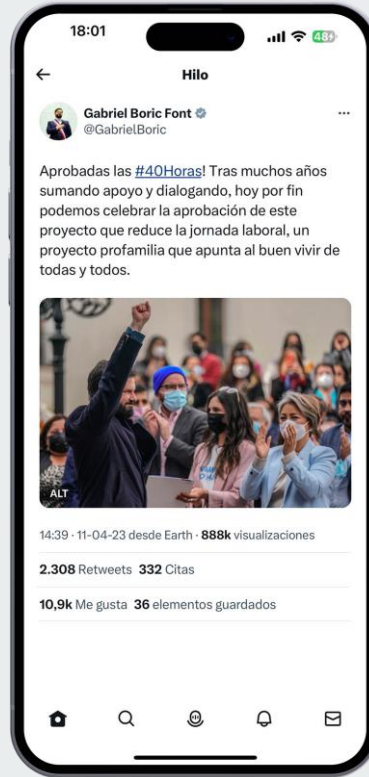 18:01
48
Hilo
Gabriel Boric Font
@GabrielBoric
Aprobadas las #40Horas! Tras muchos años
sumando apoyo y dialogando, hoy por fin
podemos celebrar la aprobación de este
proyecto que reduce la jornada laboral, un
proyecto profamilia que apunta al buen vivir de
todas y todos.
ALT
14:39 · 11-04-23 desde Earth · 888k visualizaciones
2.308 Retweets 332 Citas
10,9k Me gusta 36 elementos guardados